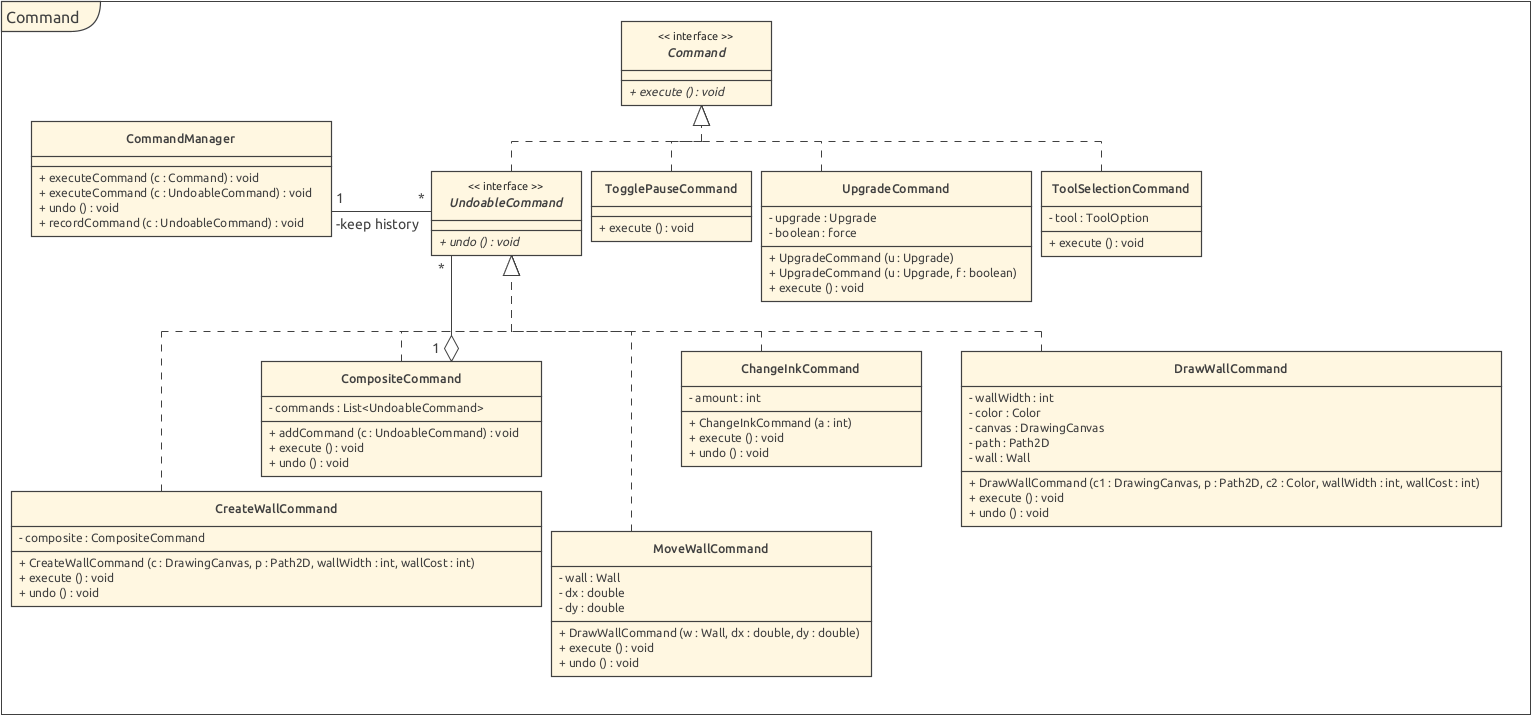 Command
<< interface >>
Command
+ execute () : void
CommandManager
+ executeCommand (c : Command) : void
+ executeCommand (c : UndoableCommand) : void
+ undo () : void
+ recordCommand (c : UndoableCommand) : void
1
*
-keep history
<< interface >>
UndoableCommand
+ undo () : void
TogglePauseCommand
+ execute () : void
UpgradeCommand
- upgrade : Upgrade
- boolean : force
+ UpgradeCommand (u : Upgrade)
+ UpgradeCommand (u : Upgrade, f : boolean)
+ execute () : void
ToolSelectionCommand
- tool : ToolOption
+ execute () : void
*
1
CompositeCommand
- commands : List<UndoableCommand>
+ addCommand (c : UndoableCommand) : void
+ execute () : void
+ undo () : void
ChangeInkCommand
- amount : int
+ ChangeInkCommand (a : int)
+ execute () : void
+ undo () : void
DrawWallCommand
- wallWidth : int
- color : Color
- canvas : DrawingCanvas
- path : Path2D
- wall : Wall
+ DrawWallCommand (c1 : DrawingCanvas, p : Path2D, c2 : Color, wallWidth : int, wallCost : int)
+ execute () : void
+ undo () : void
CreateWallCommand
- composite : CompositeCommand
+ CreateWallCommand (c : DrawingCanvas, p : Path2D, wallWidth : int, wallCost : int)
+ execute () : void
+ undo () : void
MoveWallCommand
- wall : Wall
- dx : double
- dy : double
+ DrawWallCommand (w : Wall, dx : double, dy : double)
+ execute () : void
+ undo () : void